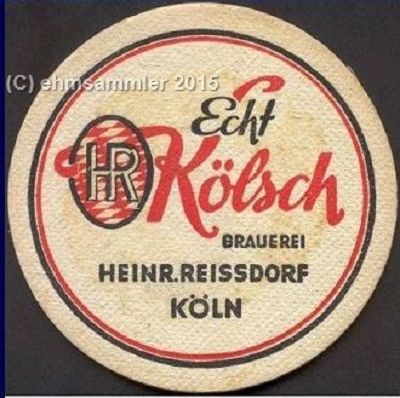 (C) ehmsammler 2015
Echt
HR
Kölsch
BRAUEREI
HEINR.REISSDORF
KÖLN